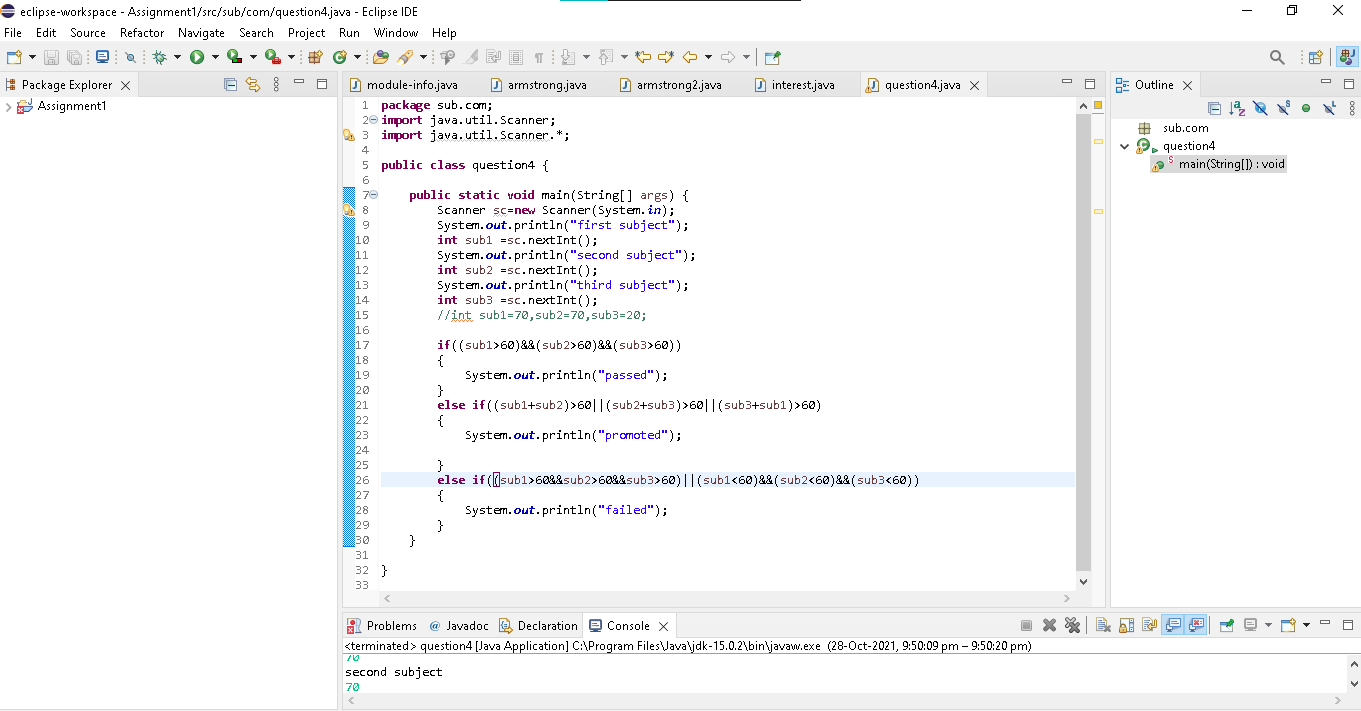 eclipse-workspace - Assignment1/src/sub/com/question4.java - Eclipse IDE
File Edit Source Refactor Navigate Search Project Run Window Help
Package Explorer
Assignment1
module-info.java armstrong.java armstrong2.java interest.java question4.java
1 package sub.com;
2 import java.util.Scanner;
3 import java.util.Scanner.*;
4
5 public class question4 {
6
7 public static void main(String[] args) {
8 Scanner sc=new Scanner(System.in);
9 System.out.println("first subject");
10 int sub1 =sc.nextInt();
11 System.out.println("second subject");
12 int sub2 =sc.nextInt();
13 System.out.println("third subject");
14 int sub3 =sc.nextInt();
15 //int sub1=70,sub2=70,sub3=20;
16
17 if((sub1>60)&&(sub2>60)&&(sub3>60))
18 {
19 System.out.println("passed");
20 }
21 else if((sub1+sub2)>60||(sub2+sub3)>60||(sub3+sub1)>60)
22 {
23 System.out.println("promoted");
24
25 }
26 else if((sub1>60&&sub2>60&&sub3>60)||(sub1<60)&&(sub2<60)&&(sub3<60))
27 {
28 System.out.println("failed");
29 }
30 }
31
32 }
33
Outline
sub.com
question4
main(String[]) : void
Problems @ Javadoc Declaration Console
<terminated> question4 [Java Application] C:\Program Files\Java\jdk-15.0.2\bin\javaw.exe (28-Oct-2021, 9:50:09 pm – 9:50:20 pm)
70
second subject
70